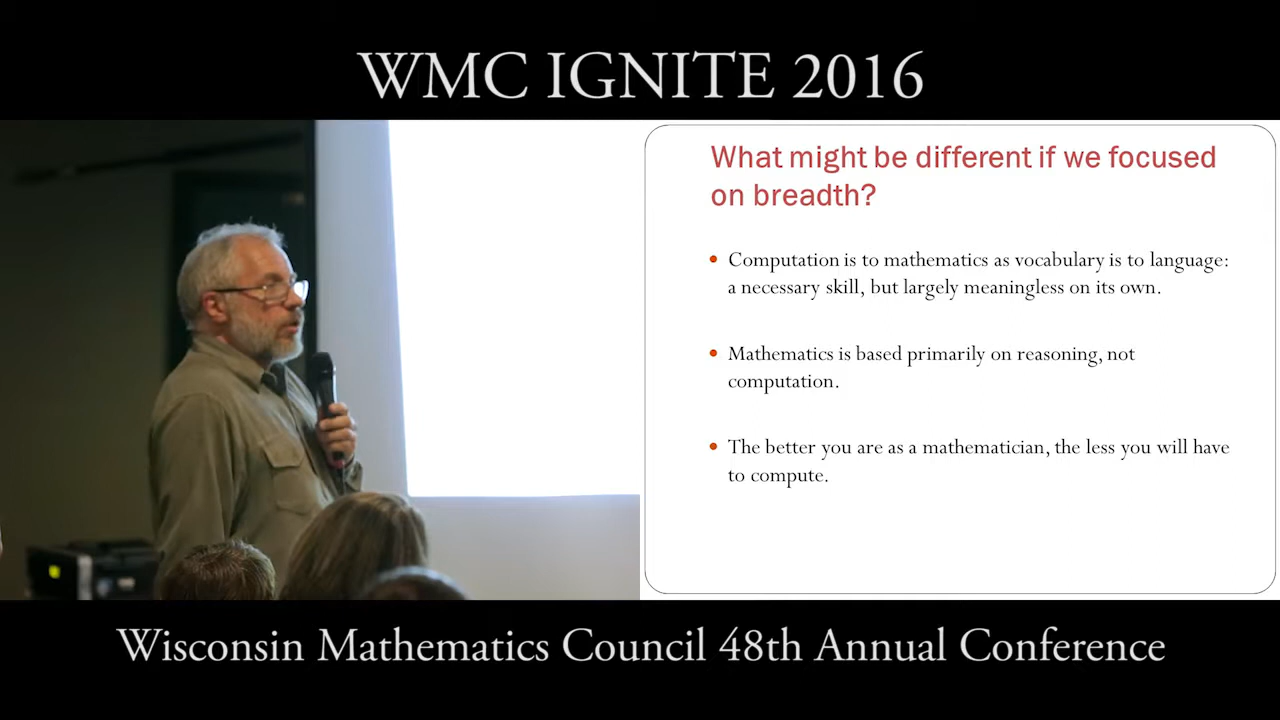 WMC IGNITE 2016
What might be different if we focused
on breadth?
• Computation is to mathematics as vocabulary is to language:
a necessary skill, but largely meaningless on its own.
• Mathematics is based primarily on reasoning, not
computation.
• The better you are as a mathematician, the less you will have
to compute.
Wisconsin Mathematics Council 48th Annual Conference